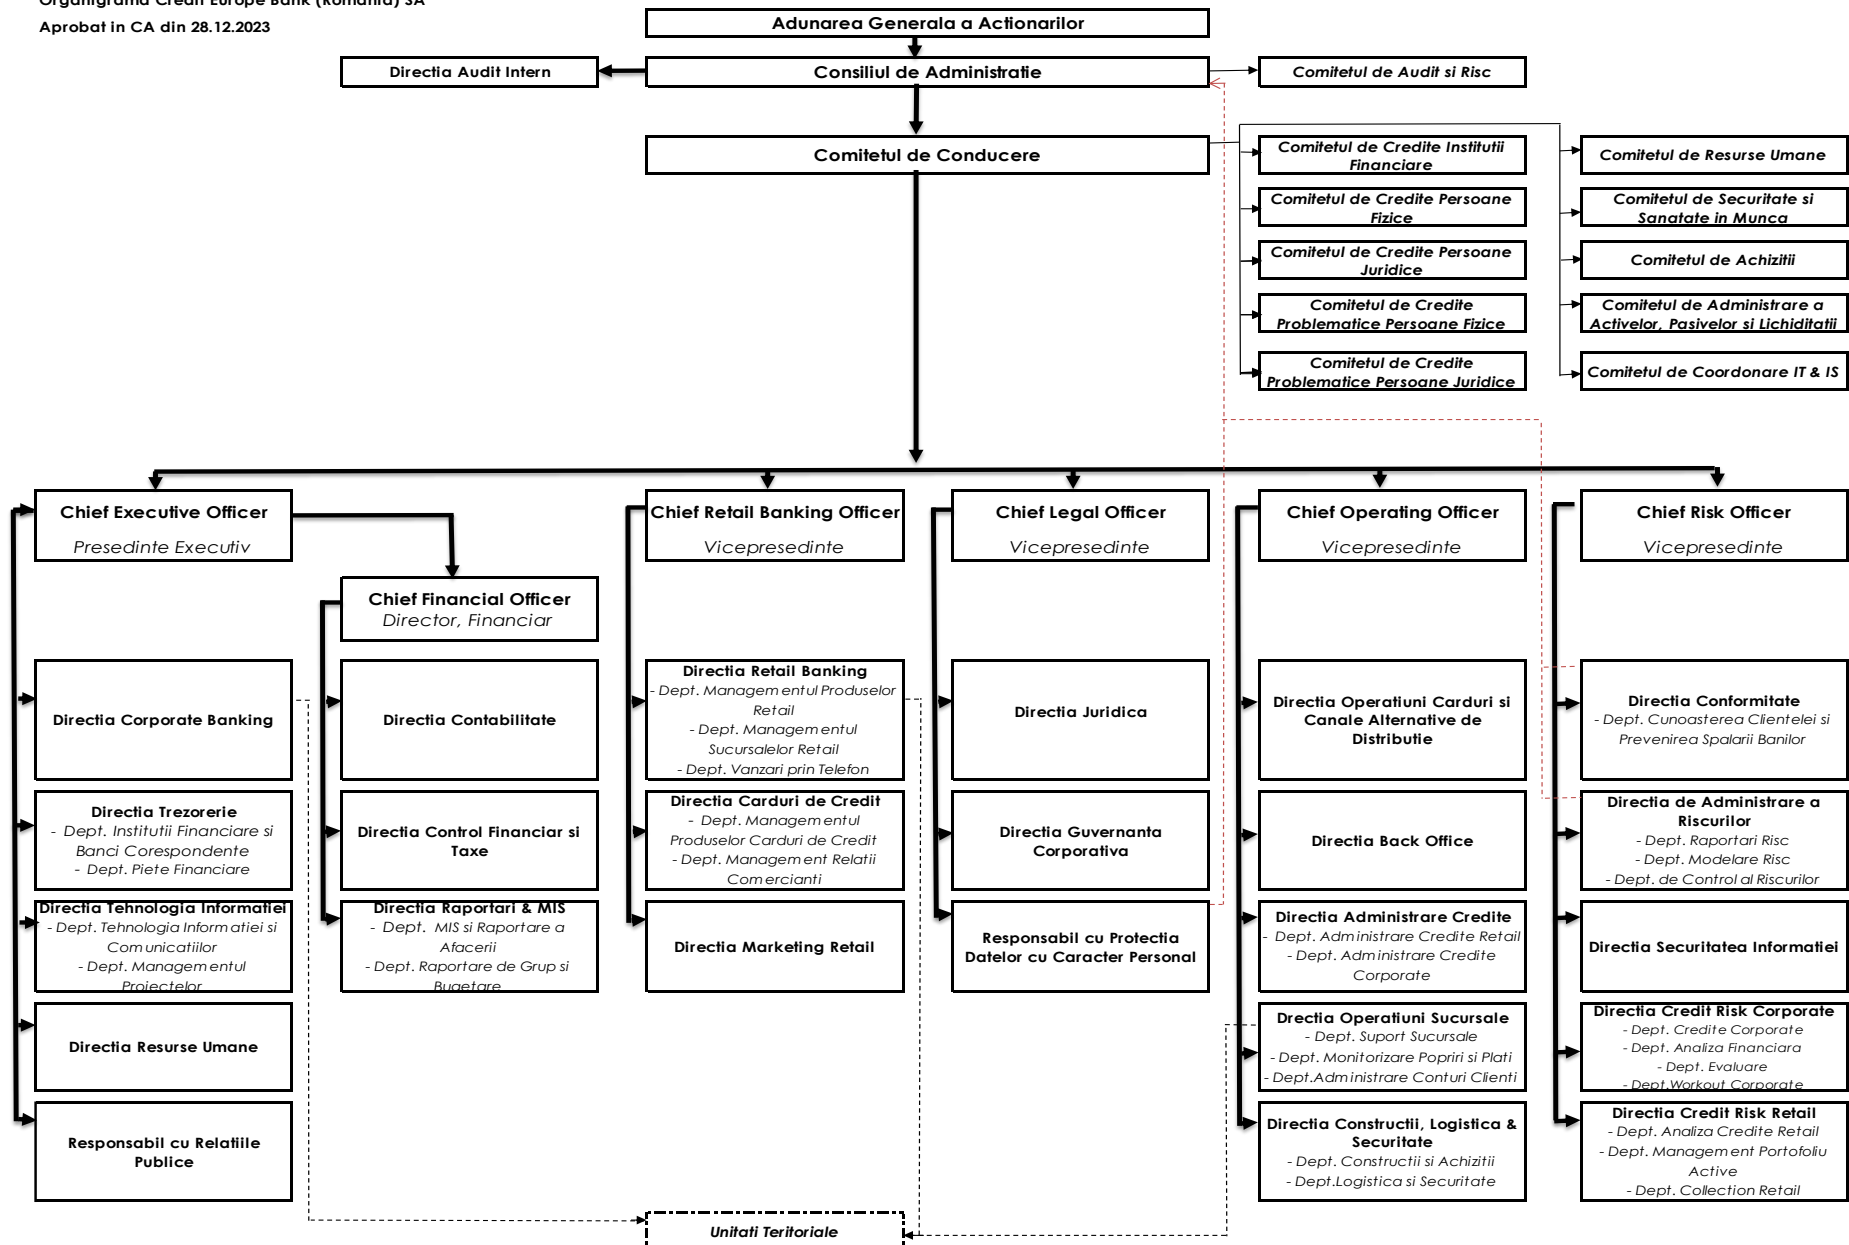 Organigrama Credit Europe Bank (Romania) SA
Aprobat in CA din 28.12.2023
Adunarea Generala a Actionarilor
Directia Audit Intern
Consiliul de Administratie
Comitetul de Audit si Risc
Comitetul de Conducere
Comitetul de Credite Institutii
Financiare
Comitetul de Resurse Umane
Comitetul de Credite Persoane
Fizice
Comitetul de Securitate si
Sanatate in Munca
Comitetul de Credite Persoane
Juridice
Comitetul de Achizitii
Comitetul de Credite
Problematice Persoane Fizice
Comitetul de Administrare a
Activelor, Pasivelor si Lichiditatii
Comitetul de Credite
Problematice Persoane Juridice
Comitetul de Coordonare IT & IS
Chief Executive Officer
Presedinte Executiv
Chief Retail Banking Officer
Vicepresedinte
Chief Legal Officer
Vicepresedinte
Chief Operating Officer
Vicepresedinte
Chief Risk Officer
Vicepresedinte
Chief Financial Officer
Director, Financiar
Directia Corporate Banking
Directia Contabilitate
Directia Retail Banking
- Dept. Managementul Produselor
Retail
- Dept. Managementul
Sucursalelor Retail
- Dept. Vanzari prin Telefon
Directia Juridica
Directia Operatiuni Carduri si
Canale Alternative de
Distributie
Directia Conformitate
- Dept. Cunoasterea Clientelei si
Prevenirea Spalarii Banilor
Directia Trezorerie
- Dept. Institutii Financiare si
Banci Corespondente
- Dept. Piete Financiare
Directia Control Financiar si
Taxe
Directia Carduri de Credit
- Dept. Managementul
Produselor Carduri de Credit
- Dept. Management Relatii
Comercianti
Directia Guvernanta
Corporativa
Directia Back Office
Directia de Administrare a
Riscurilor
- Dept. Raportari Risc
- Dept. Modelare Risc
- Dept. de Control al Riscurilor
Directia Tehnologia Informatiei
- Dept. Tehnologia Informatiei si
Comunicatiilor
- Dept. Managementul
Proiectelor
Directia Raportari & MIS
- Dept. MIS si Raportare a
Afacerii
- Dept. Raportare de Grup si
Bugetare
Directia Marketing Retail
Responsabil cu Protectia
Datelor cu Caracter Personal
Directia Administrare Credite
- Dept. Administrare Credite Retail
- Dept. Administrare Credite
Corporate
Directia Securitatea Informatiei
Directia Resurse Umane
Drectia Operatiuni Sucursale
- Dept. Suport Sucursale
- Dept. Monitorizare Popriri si Plati
- Dept.Administrare Conturi Clienti
Directia Credit Risk Corporate
- Dept. Credite Corporate
- Dept. Analiza Financiara
- Dept. Evaluare
- Dept.Workout Corporate
Responsabil cu Relatiile
Publice
Directia Constructii, Logistica &
Securitate
- Dept. Constructii si Achizitii
- Dept.Logistica si Securitate
Directia Credit Risk Retail
- Dept. Analiza Credite Retail
- Dept. Management Portofoliu
Active
- Dept. Collection Retail
Unitati Teritoriale